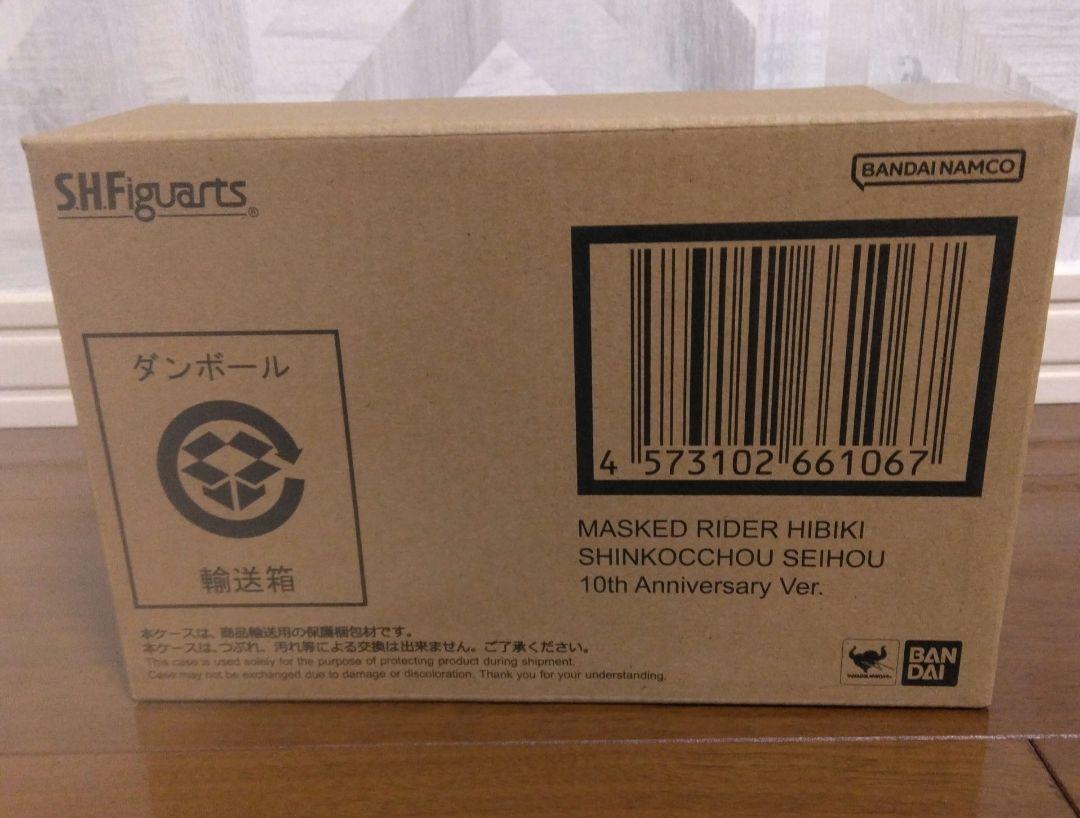 S.H.Figuarts®
BANDAI NAMCO
ダンボール
輸送箱
4 573102 661067
MASKED RIDER HIBIKI
SHINKOCCHOU SEIHOU
10th Anniversary Ver.
本ケースは、商品輸送用の保護梱包材です。
本ケースは、つぶれ、汚れ等による交換は出来ません。ご了承ください。
This case is used solely for the purpose of protecting product during shipment.
Case may not be exchanged due to damage or discoloration. Thank you for your understanding.
BAN
DAI